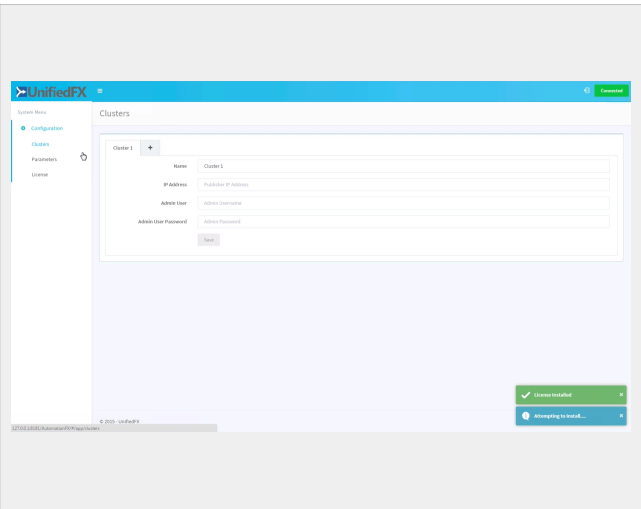 UnifiedFX
Connected
System Menu
Clusters
Configuration
Clusters
Parameters
License
Cluster 1 +
Name Cluster 1
IP Address Publisher IP Address
Admin User Admin Username
Admin User Password Admin Password
Save
License Installed ×
Attempting to install.... ×
© 2015 - UnifiedFX